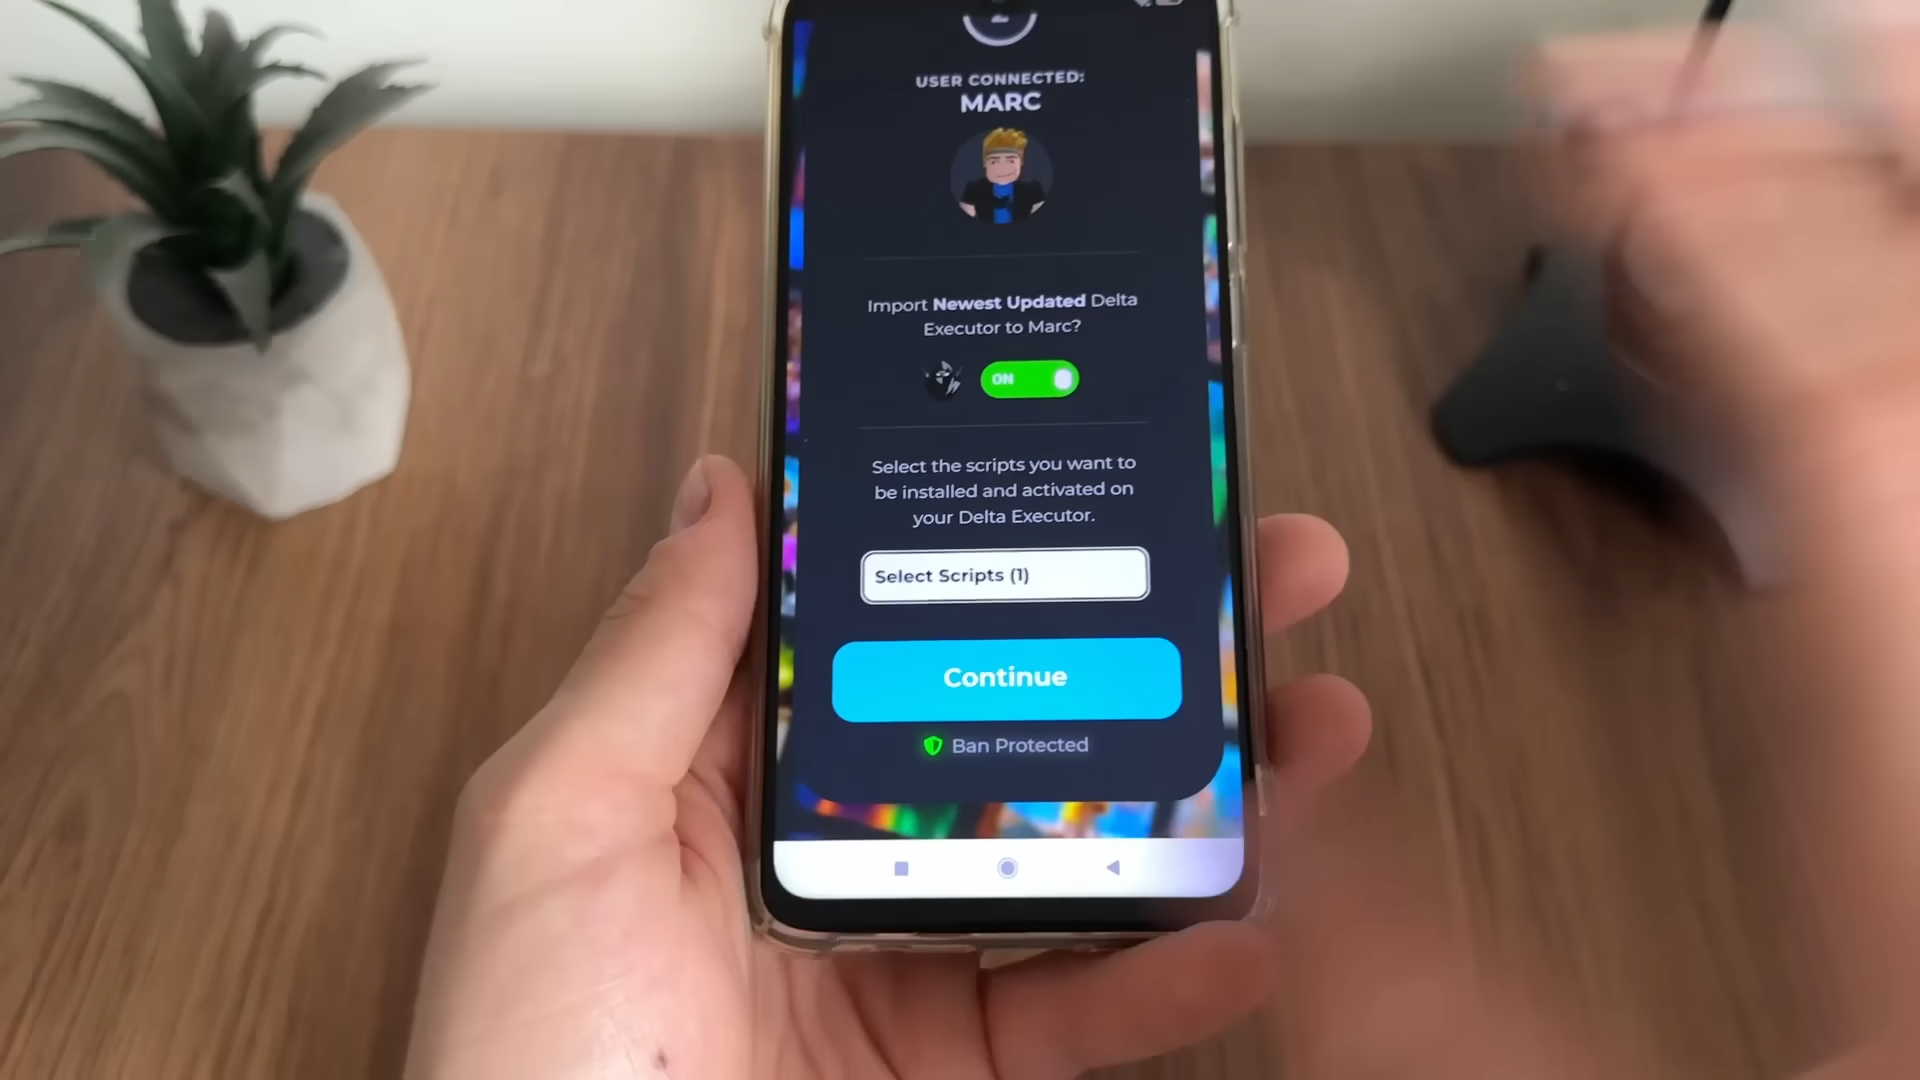 USER CONNECTED:
MARC
Import Newest Updated Delta
Executor to Marc?
ON
Select the scripts you want to
be installed and activated on
your Delta Executor.
Select Scripts (1)
Continue
Ban Protected